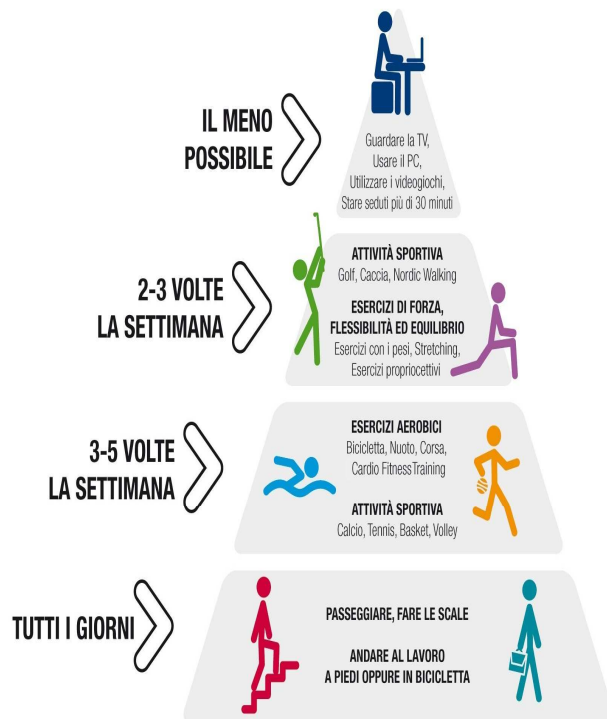 IL MENO
POSSIBILE
Guardare la TV,
Usare il PC,
Utilizzare i videogiochi,
Stare seduti più di 30 minuti
2-3 VOLTE
LA SETTIMANA
ATTIVITÀ SPORTIVA
Golf, Caccia, Nordic Walking
ESERCIZI DI FORZA,
FLESSIBILITÀ ED EQUILIBRIO
Esercizi con i pesi, Stretching,
Esercizi propriocettivi
3-5 VOLTE
LA SETTIMANA
ESERCIZI AEROBICI
Bicicletta, Nuoto, Corsa,
Cardio FitnessTraining
ATTIVITÀ SPORTIVA
Calcio, Tennis, Basket, Volley
TUTTI I GIORNI
PASSEGGIARE, FARE LE SCALE
ANDARE AL LAVORO
A PIEDI OPPURE IN BICICLETTA